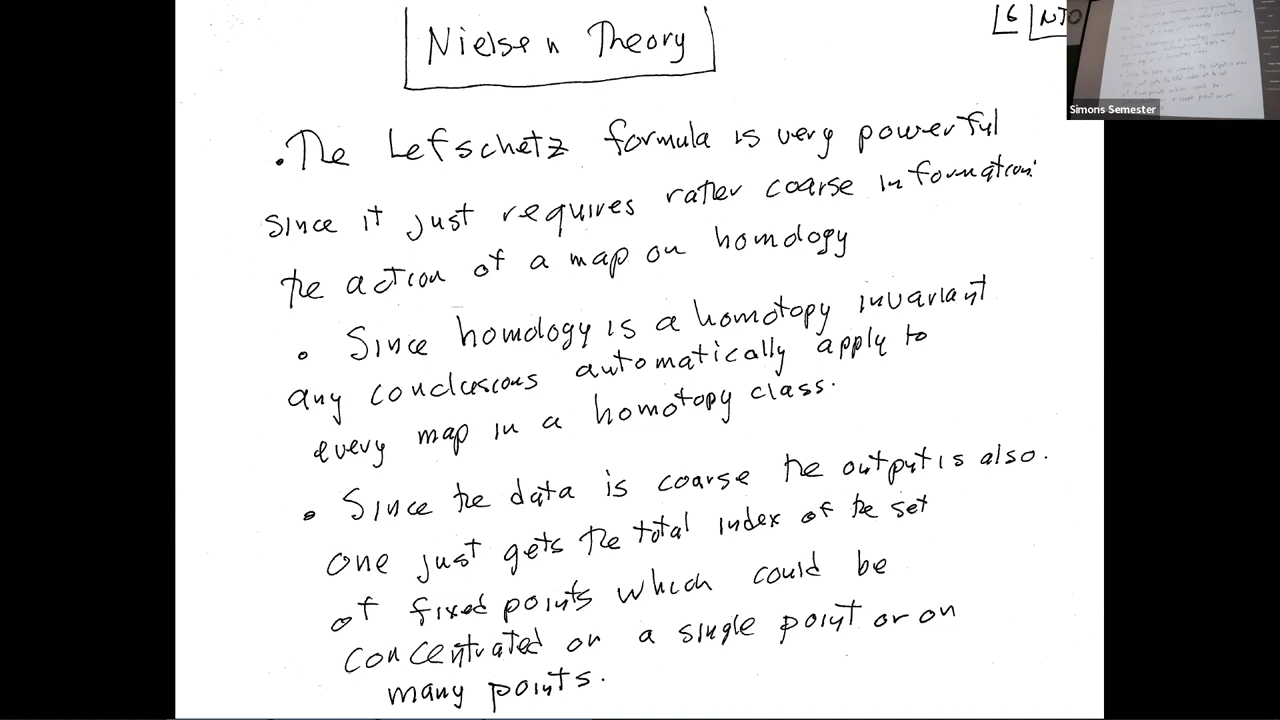 Nielsen Theory
6 NTO
Simons Semester
• The Lefschetz formula is very powerful
since it just requires rather coarse information:
the action of a map on homology
• Since homology is a homotopy invariant
any conclusions automatically apply to
every map in a homotopy class.
• Since the data is coarse the output is also.
One just gets the total index of the set
of fixed points which could be
concentrated on a single point or on
many points.